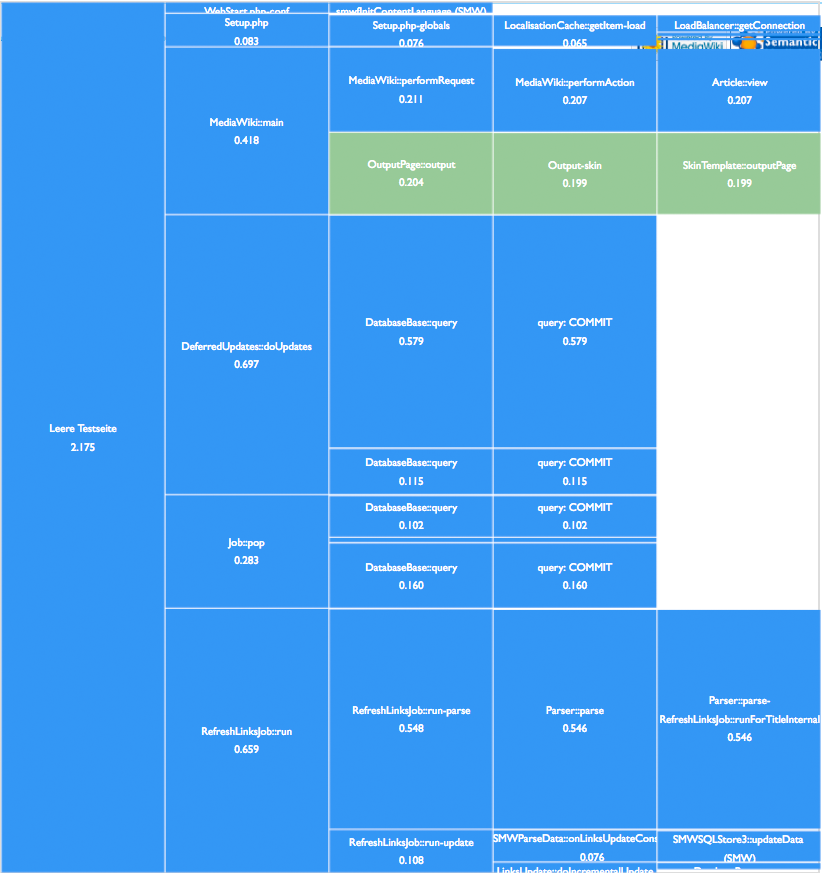 Leere Testseite
2.175
WebStart.php-conf
Setup.php
0.083
MediaWiki::main
0.418
DeferredUpdates::doUpdates
0.697
Job::pop
0.283
RefreshLinksJob::run
0.659
smwfInitContentLanguage (SMW)
Setup.php-globals
0.076
MediaWiki::performRequest
0.211
OutputPage::output
0.204
DatabaseBase::query
0.579
DatabaseBase::query
0.115
DatabaseBase::query
0.102
DatabaseBase::query
0.160
RefreshLinksJob::run-parse
0.548
RefreshLinksJob::run-update
0.108
LocalisationCache::getItem-load
0.065
MediaWiki::performAction
0.207
Output-skin
0.199
query: COMMIT
0.579
query: COMMIT
0.115
query: COMMIT
0.102
query: COMMIT
0.160
Parser::parse
0.546
SMWParseData::onLinksUpdateCons
0.076
LinksUpdate::doIncrementalUpdate
LoadBalancer::getConnection
MediaWiki
Semantic
Article::view
0.207
SkinTemplate::outputPage
0.199
Parser::parse-
RefreshLinksJob::runForTitleInternal
0.546
SMWSQLStore3::updateData
(SMW)